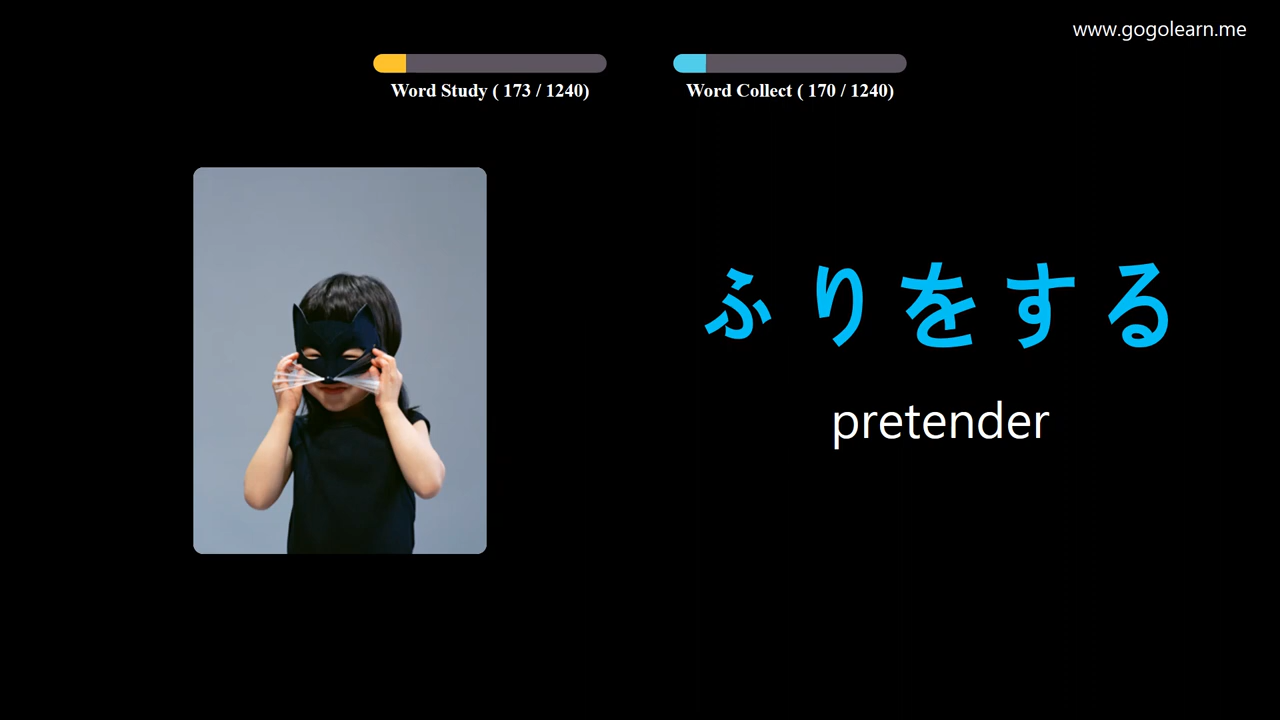 www.gogolearn.me
Word Study ( 173 / 1240)
Word Collect ( 170 / 1240)
ふりをする
pretender